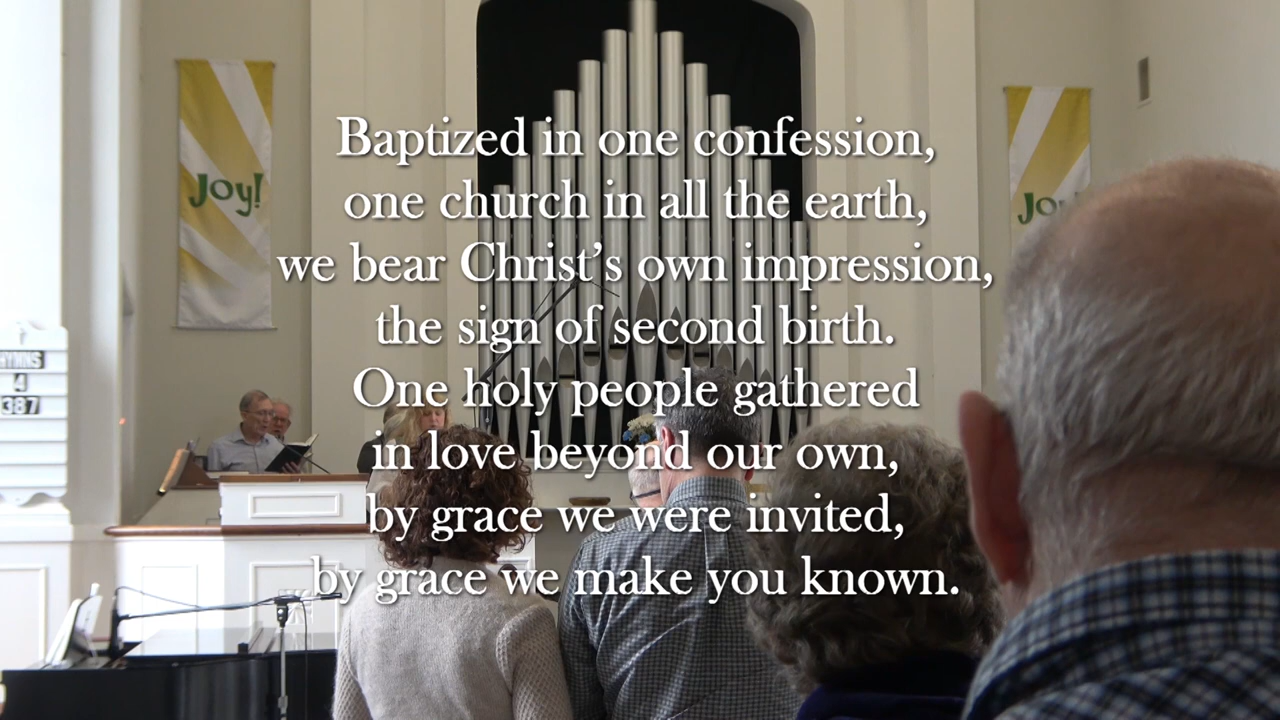 Baptized in one confession,
one church in all the earth,
we bear Christ's own impression,
the sign of second birth.
One holy people gathered
in love beyond our own,
by grace we were invited,
by grace we make you known.
Joy!
Jo
HYMNS
4
387